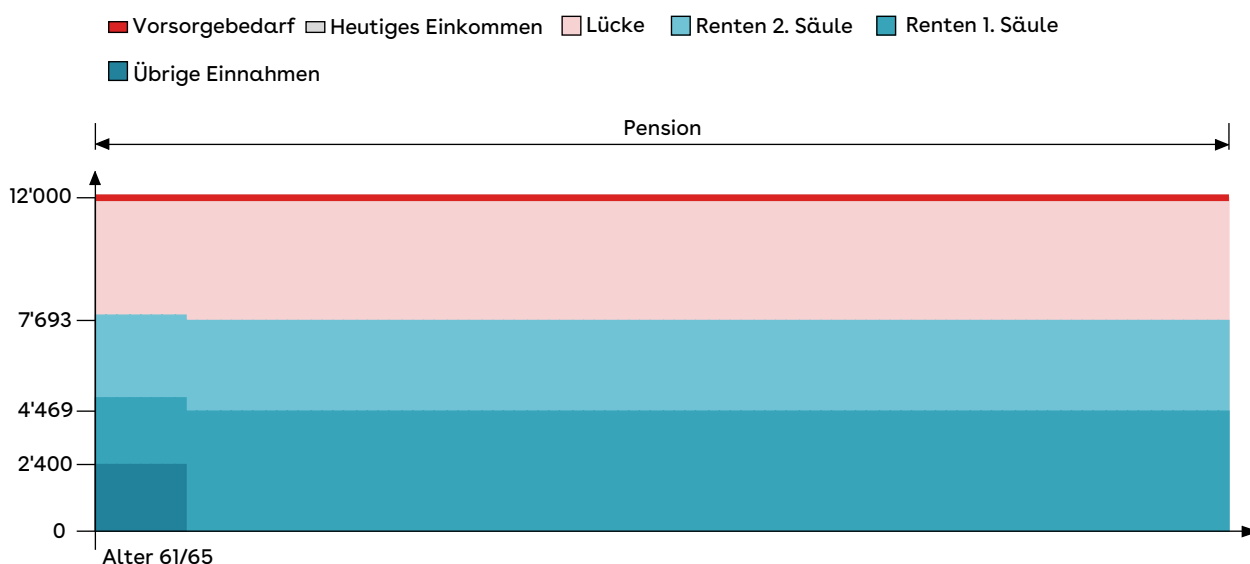 Vorsorgebedarf Heutiges Einkommen Lücke Renten 2. Säule Renten 1. Säule
Übrige Einnahmen
Pension
12'000
7'693
4'469
2'400
0
Alter 61/65